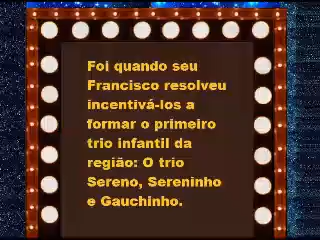 Foi quando seu
Francisco resolveu
incentivá-los a
formar o primeiro
trio infantil da
região: O trio
Sereno, Sereninho
e Gauchinho.